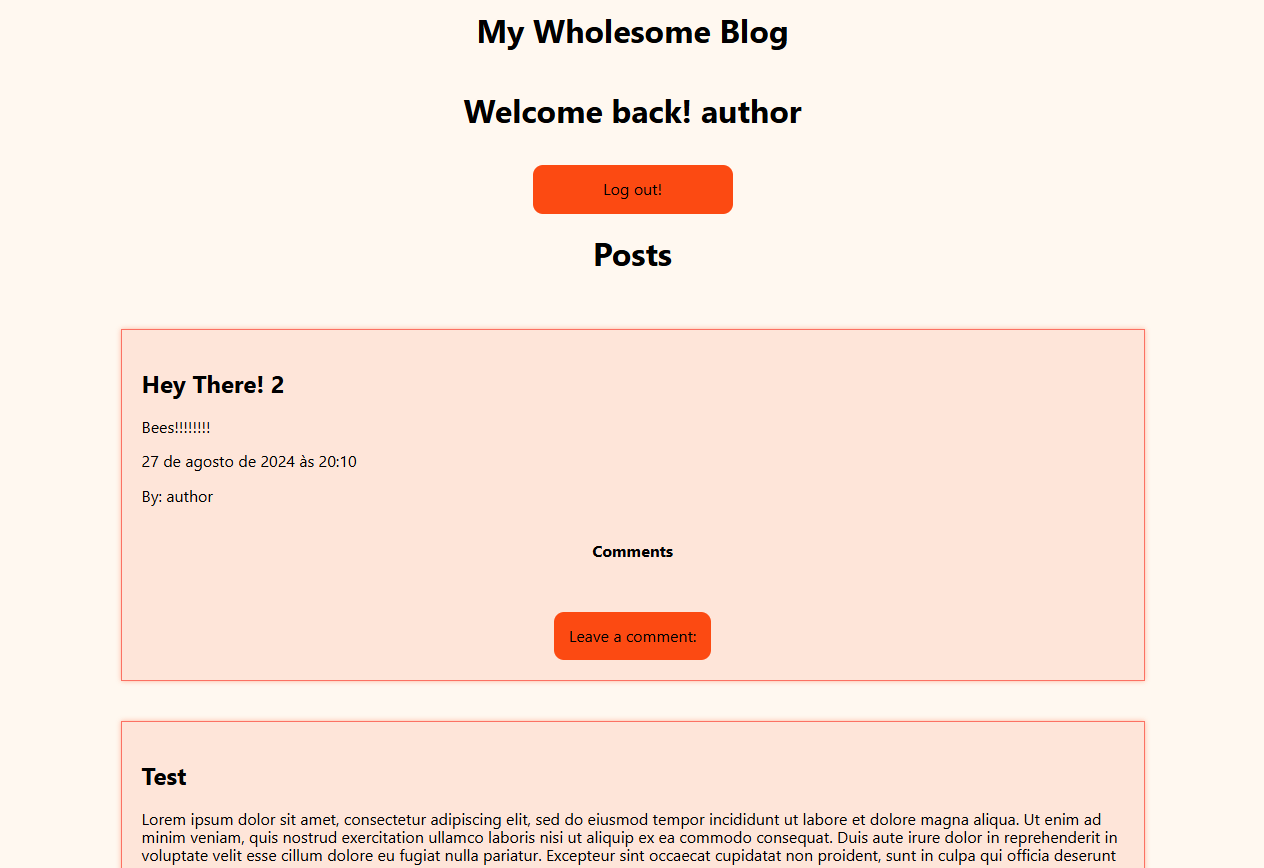 My Wholesome Blog
Welcome back! author
Log out!
Posts
Hey There! 2
Bees!!!!!!!!
27 de agosto de 2024 às 20:10
By: author
Comments
Leave a comment:
Test
Lorem ipsum dolor sit amet, consectetur adipiscing elit, sed do eiusmod tempor incididunt ut labore et dolore magna aliqua. Ut enim ad
minim veniam, quis nostrud exercitation ullamco laboris nisi ut aliquip ex ea commodo consequat. Duis aute irure dolor in reprehenderit in
voluptate velit esse cillum dolore eu fugiat nulla pariatur. Excepteur sint occaecat cupidatat non proident, sunt in culpa qui officia deserunt